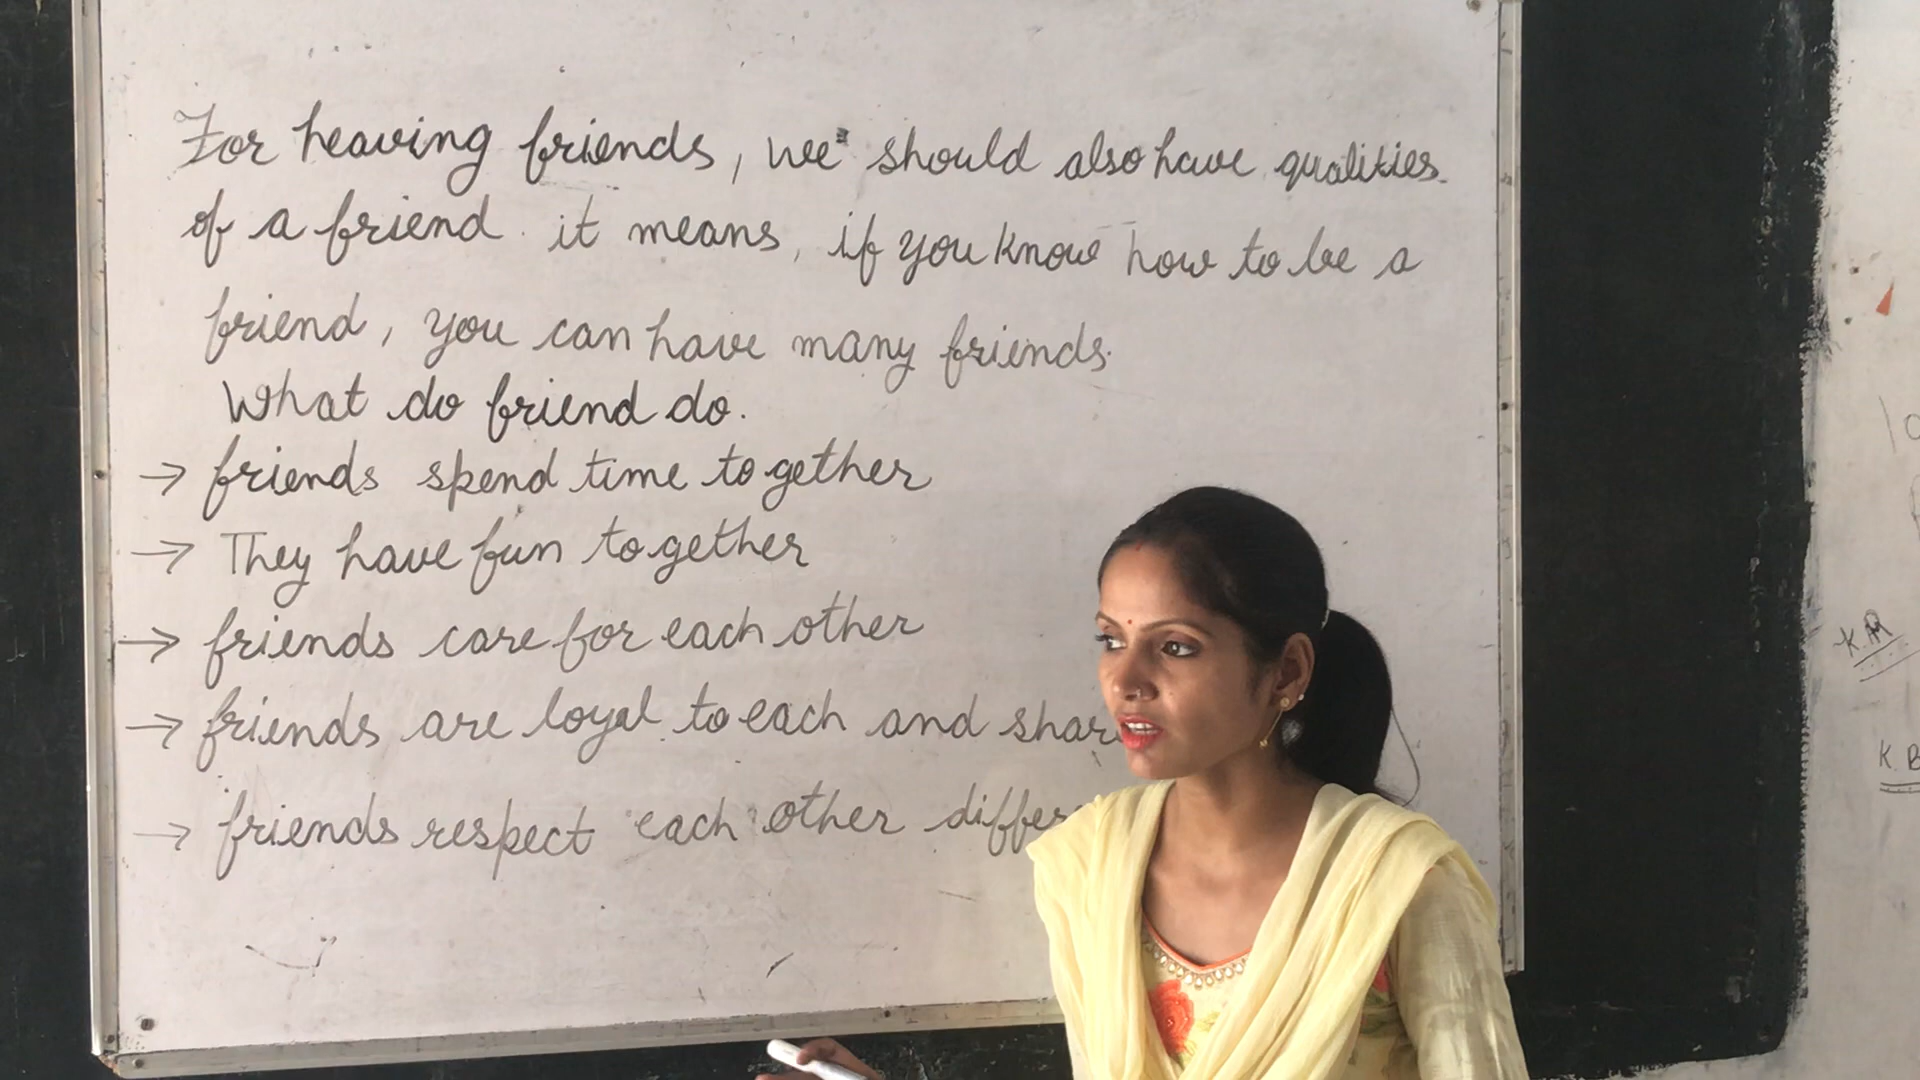 For heaving friends, we should also have qualities
of a friend. it means, if you know how to be a
friend, you can have many friends.
What do friend do.
→ friends spend time together
→ They have fun together
→ friends care for each other
→ friends are loyal to each and shar
→ friends respect each other differ
K.
K.B